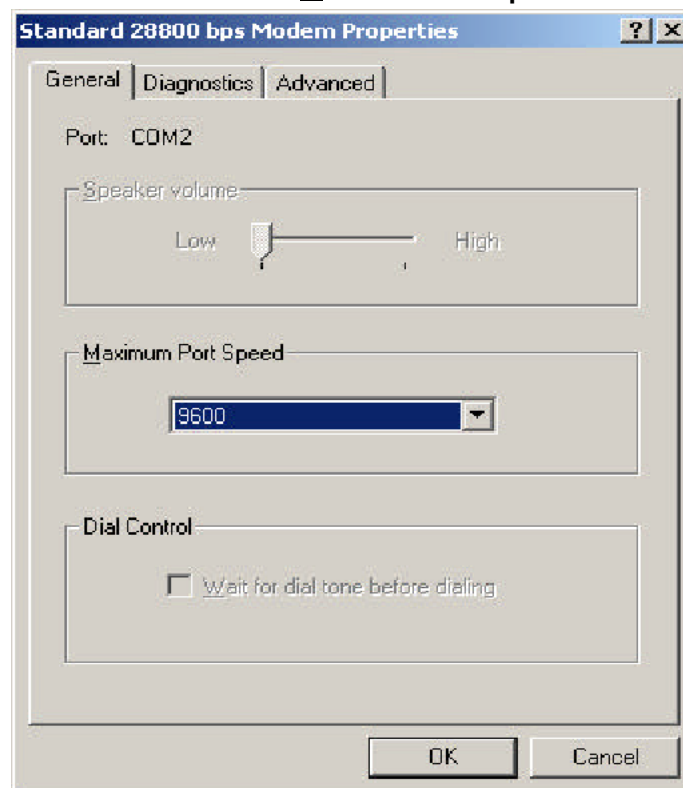 Standard 28800 bps Modem Properties
General Diagnostics Advanced
Port: COM2
Speaker volume
Low High
Maximum Port Speed
9600
Dial Control
Wait for dial tone before dialing
OK Cancel